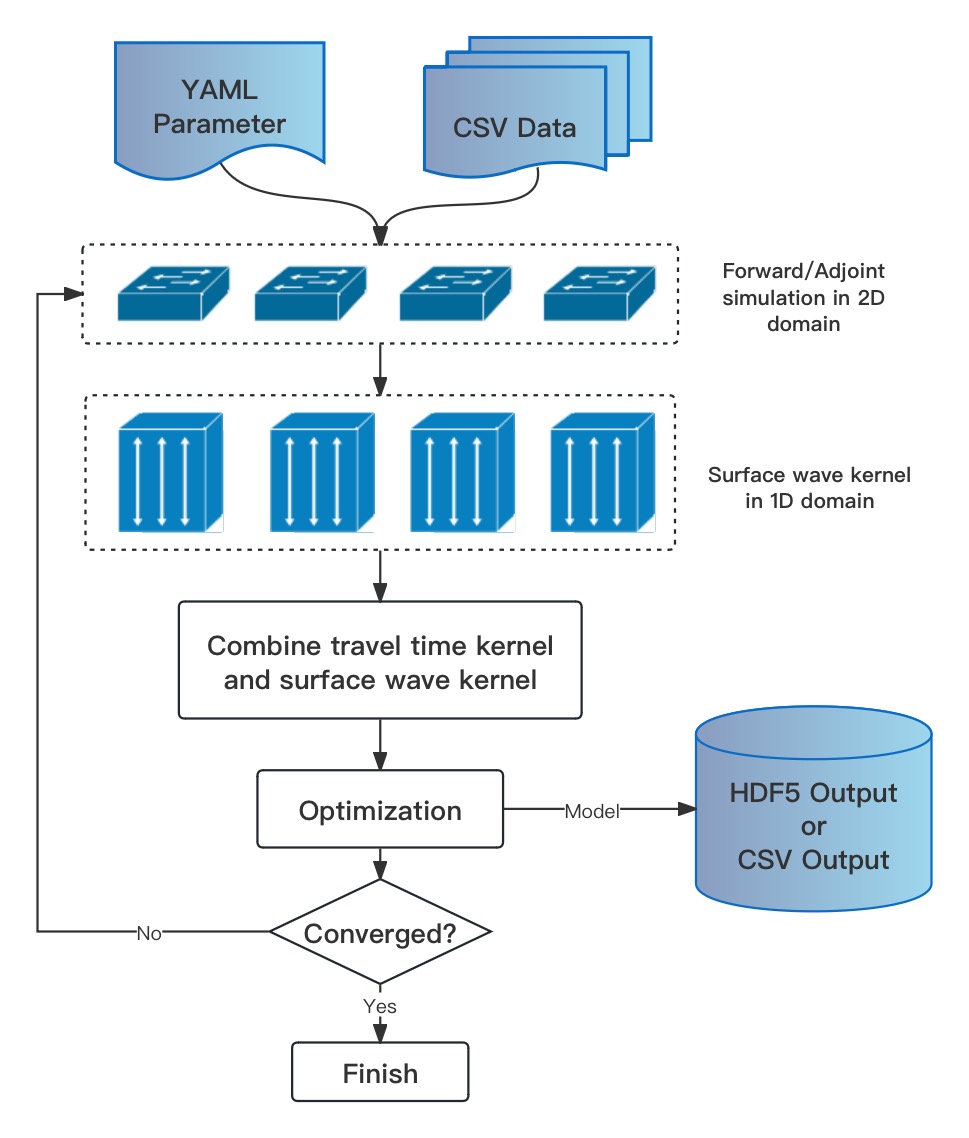 YAML
Parameter
CSV Data
Forward/Adjoint
simulation in 2D
domain
Surface wave kernel
in 1D domain
Combine travel time kernel
and surface wave kernel
Optimization
Model
HDF5 Output
or
CSV Output
Converged?
No
Yes
Finish